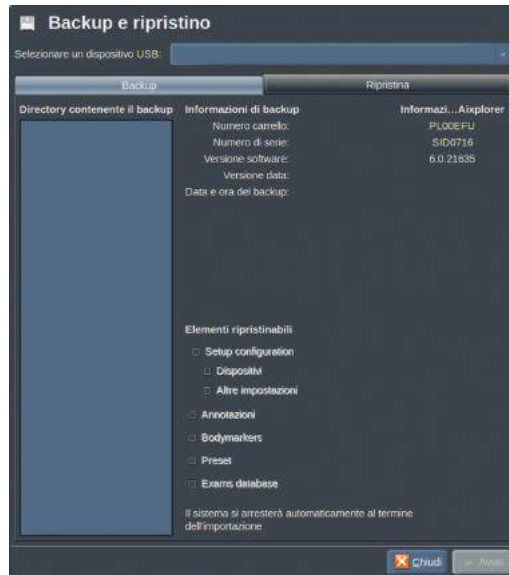 Backup e ripristino
Selezionare un dispositivo USB:
Backup
Ripristina
Directory contenente il backup
Informazioni di backup
Informazi...Aixplorer
Numero carrello:
PL00EFU
Numero di serie:
SID0716
Versione software:
6.0.21635
Versione data:
Data e ora del backup:
Elementi ripristinabili
Setup configuration
Dispositivi
Altre impostazioni
Annotazioni
Bodymarkers
Preset
Exams database
Il sistema si arresterà automaticamente al termine
dell'importazione
Chiudi
Avvio